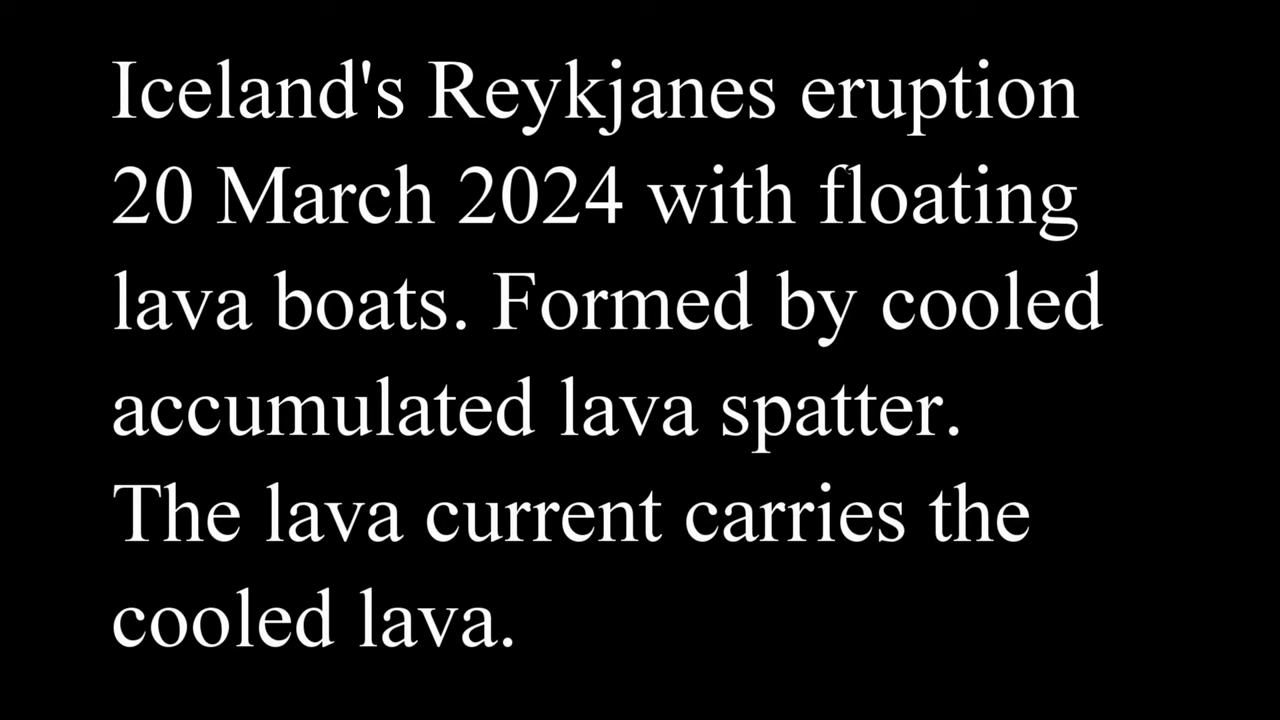 Iceland's Reykjanes eruption
20 March 2024 with floating
lava boats. Formed by cooled
accumulated lava spatter.
The lava current carries the
cooled lava.